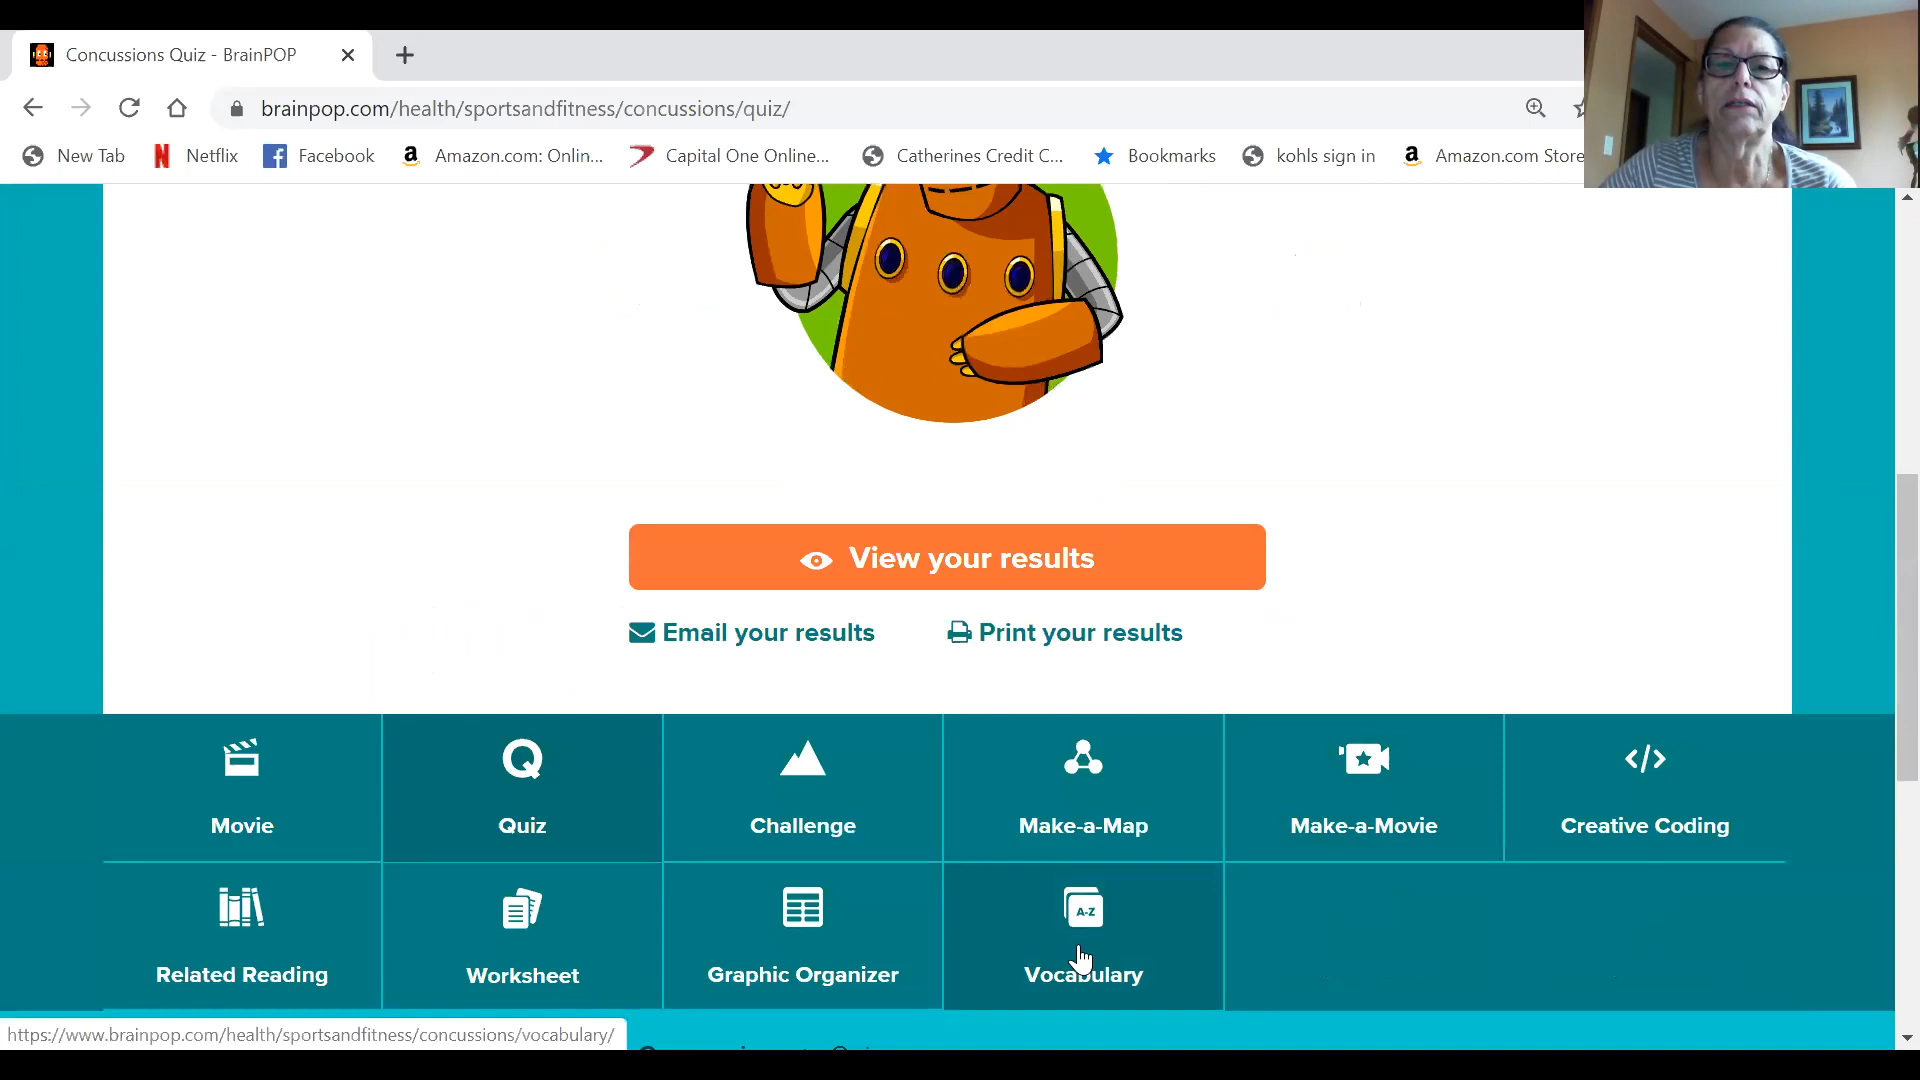 Concussions Quiz - BrainPOP
brainpop.com/health/sportsandfitness/concussions/quiz/
New Tab Netflix Facebook Amazon.com: Onlin... Capital One Online... Catherines Credit C... Bookmarks kohls sign in Amazon.com Store
View your results
Email your results Print your results
Movie Quiz Challenge Make-a-Map Make-a-Movie Creative Coding
A-Z
Related Reading Worksheet Graphic Organizer Vocabulary
https://www.brainpop.com/health/sportsandfitness/concussions/vocabulary/